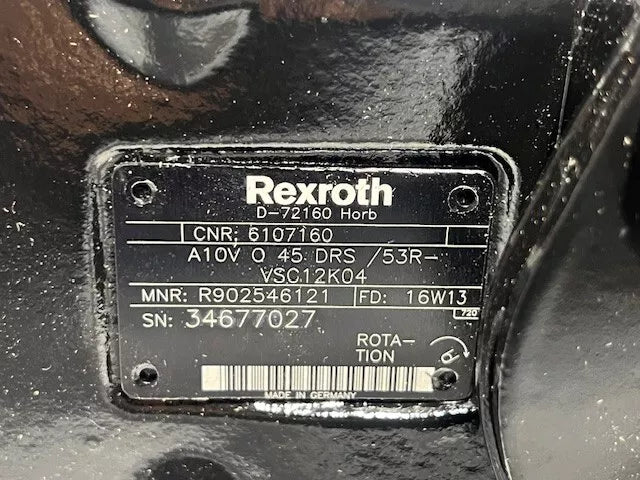 Rexroth
D-72160 Horb
CNR: 6107160
A10V O 45 DRS /53R-
VSC12K04
MNR: R902546121 FD: 16W13
720
SN: 34677027
ROTA-
TION
MADE IN GERMANY